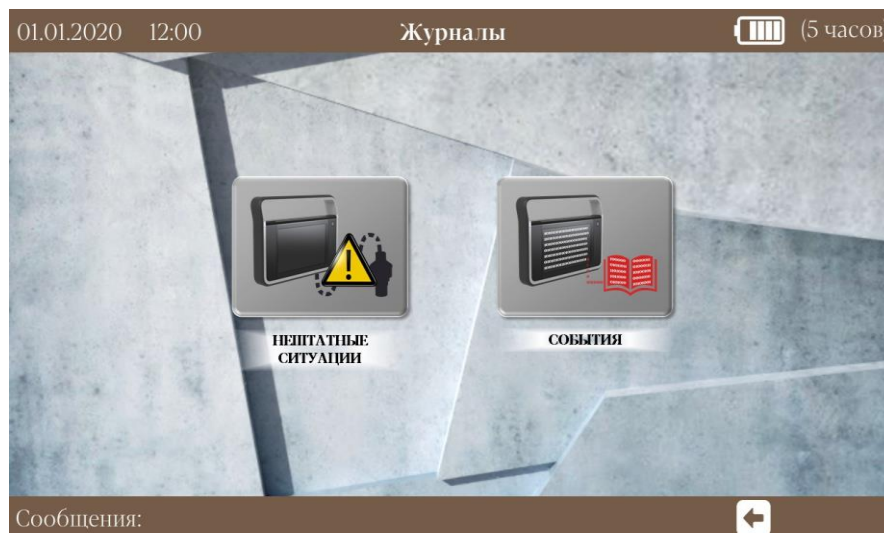 01.01.2020 12:00 Журналы (5 часов
НЕШТАТНЫЕ
СИТУАЦИИ
СОБЫТИЯ
Сообщения: